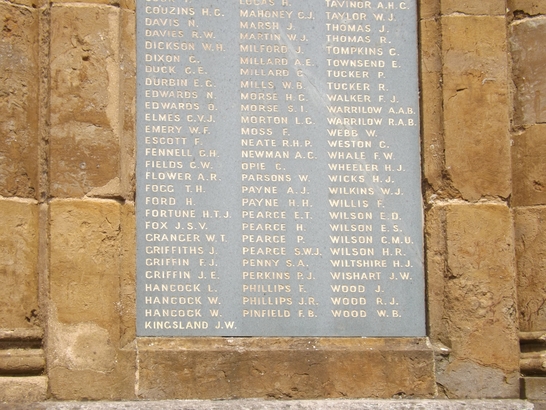 COUZINS H.G.
DAVIS N.
DAVIES R.W.
DICKSON W.H.
DIXON G.
DUCK C.E.
DURBIN E.G.
EDWARDS N.
EDWARDS O.
ELMES C.V.J.
EMERY W.F.
ESCOTT F.
FENNELL G.H.
FIELDS G.W.
FLOWER A.R.
FOGG T.H.
FORD H.
FORTUNE H.T.J.
FOX J.S.V.
GRANGER W.T.
GRIFFITHS J.
GRIFFIN F.J.
GRIFFIN J.E.
HANCOCK L.
HANCOCK W.
HANCOCK W.
KINGSLAND J.W.
LUCAS H.
MAHONEY C.J.
MARSH J.
MARTIN W.J.
MILFORD J.
MILLARD A.E.
MILLARD G.
MILLS W.B.
MORSE H.G.
MORSE S.I.
MORTON L.G.
MOSS F.
NEATE R.H.P.
NEWMAN A.G.
OPIE G.
PARSONS W.
PAYNE A.J.
PAYNE H.H.
PEARCE E.T.
PEARCE H.
PEARCE P.
PEARCE S.W.J.
PENNY S.A.
PERKINS P.J.
PHILLIPS F.
PHILLIPS J.R.
PINFIELD F.B.
TAVINOR A.H.G.
TAYLOR W.J.
THOMAS J.
THOMAS R.
TOMPKINS C.
TOWNSEND E.
TUCKER P.
TUCKER R.
WALKER F.J.
WARRILOW A.A.B.
WARRILOW R.A.B.
WEBB W.
WESTON G.
WHALE F.W.
WHEELER H.J.
WICKS H.J.
WILKINS W.J.
WILLIS F.
WILSON E.D.
WILSON E.S.
WILSON C.M.U.
WILSON H.R.
WILTSHIRE H.J.
WISHART J.W.
WOOD J.
WOOD R.J.
WOOD W.B.